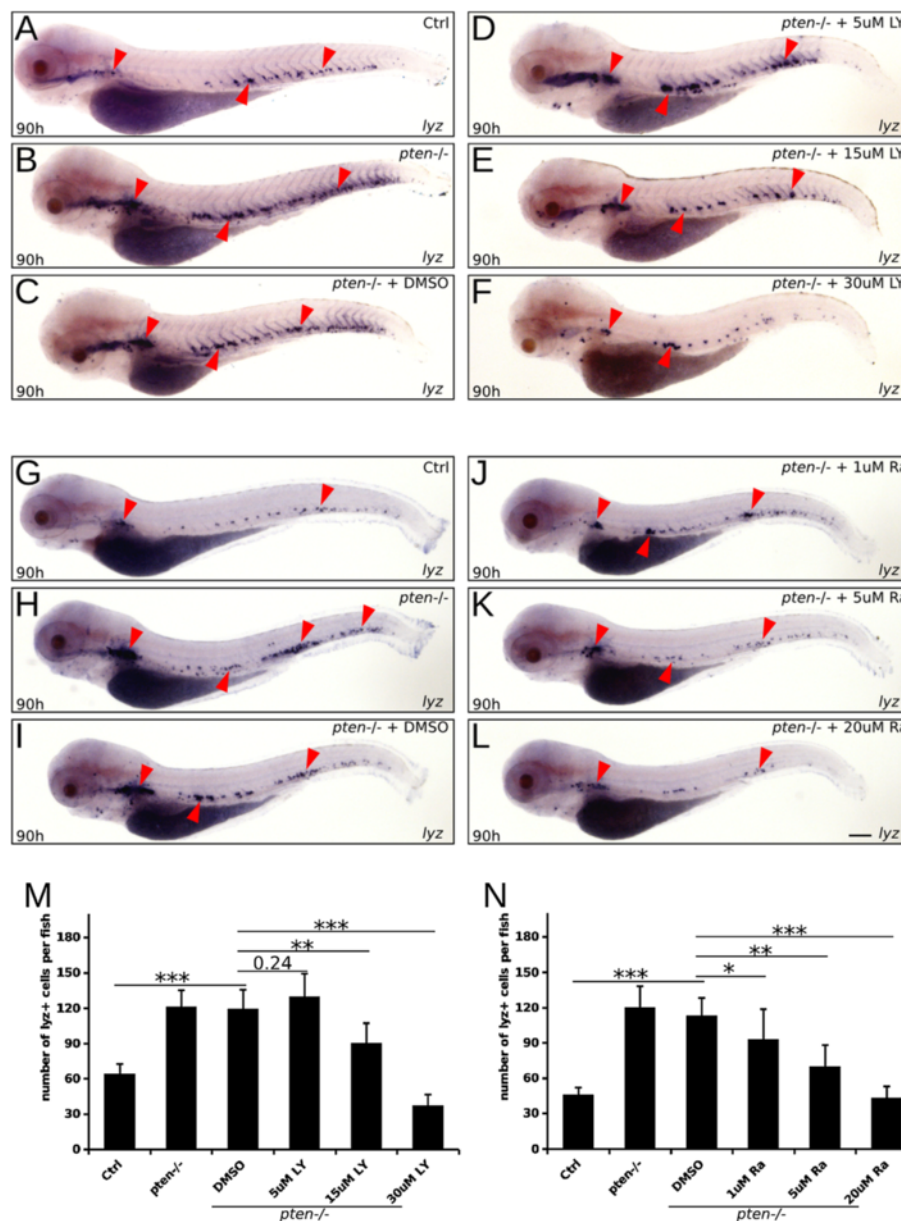 A
Ctrl
90h
lyz
B
pten-/-
90h
lyz
C
pten-/- + DMSO
90h
lyz
D
pten-/- + 5uM LY
90h
lyz
E
pten-/- + 15uM LY
90h
lyz
F
pten-/- + 30uM LY
90h
lyz
G
Ctrl
90h
lyz
H
pten-/-
90h
lyz
I
pten-/- + DMSO
90h
lyz
J
pten-/- + 1uM Ra
90h
lyz
K
pten-/- + 5uM Ra
90h
lyz
L
pten-/- + 20uM Ra
90h
lyz
M
number of lyz+ cells per fish
180
150
120
90
60
30
0
***
**
0.24
***
Ctrl
pten-/-
DMSO
5uM LY
15uM LY
30uM LY
pten-/-
N
number of lyz+ cells per fish
180
150
120
90
60
30
0
***
**
*
***
Ctrl
pten-/-
DMSO
1uM Ra
5uM Ra
20uM Ra
pten-/-